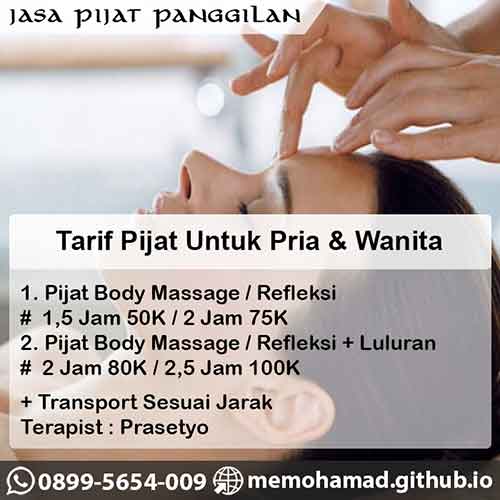 JASA PIJAT PANGGILAN
Tarif Pijat Untuk Pria & Wanita
1. Pijat Body Massage / Refleksi
# 1,5 Jam 50K / 2 Jam 75K
2. Pijat Body Massage / Refleksi + Luluran
# 2 Jam 80K / 2,5 Jam 100K
+ Transport Sesuai Jarak
Terapist : Prasetyo
0899-5654-009 memohamad.github.io